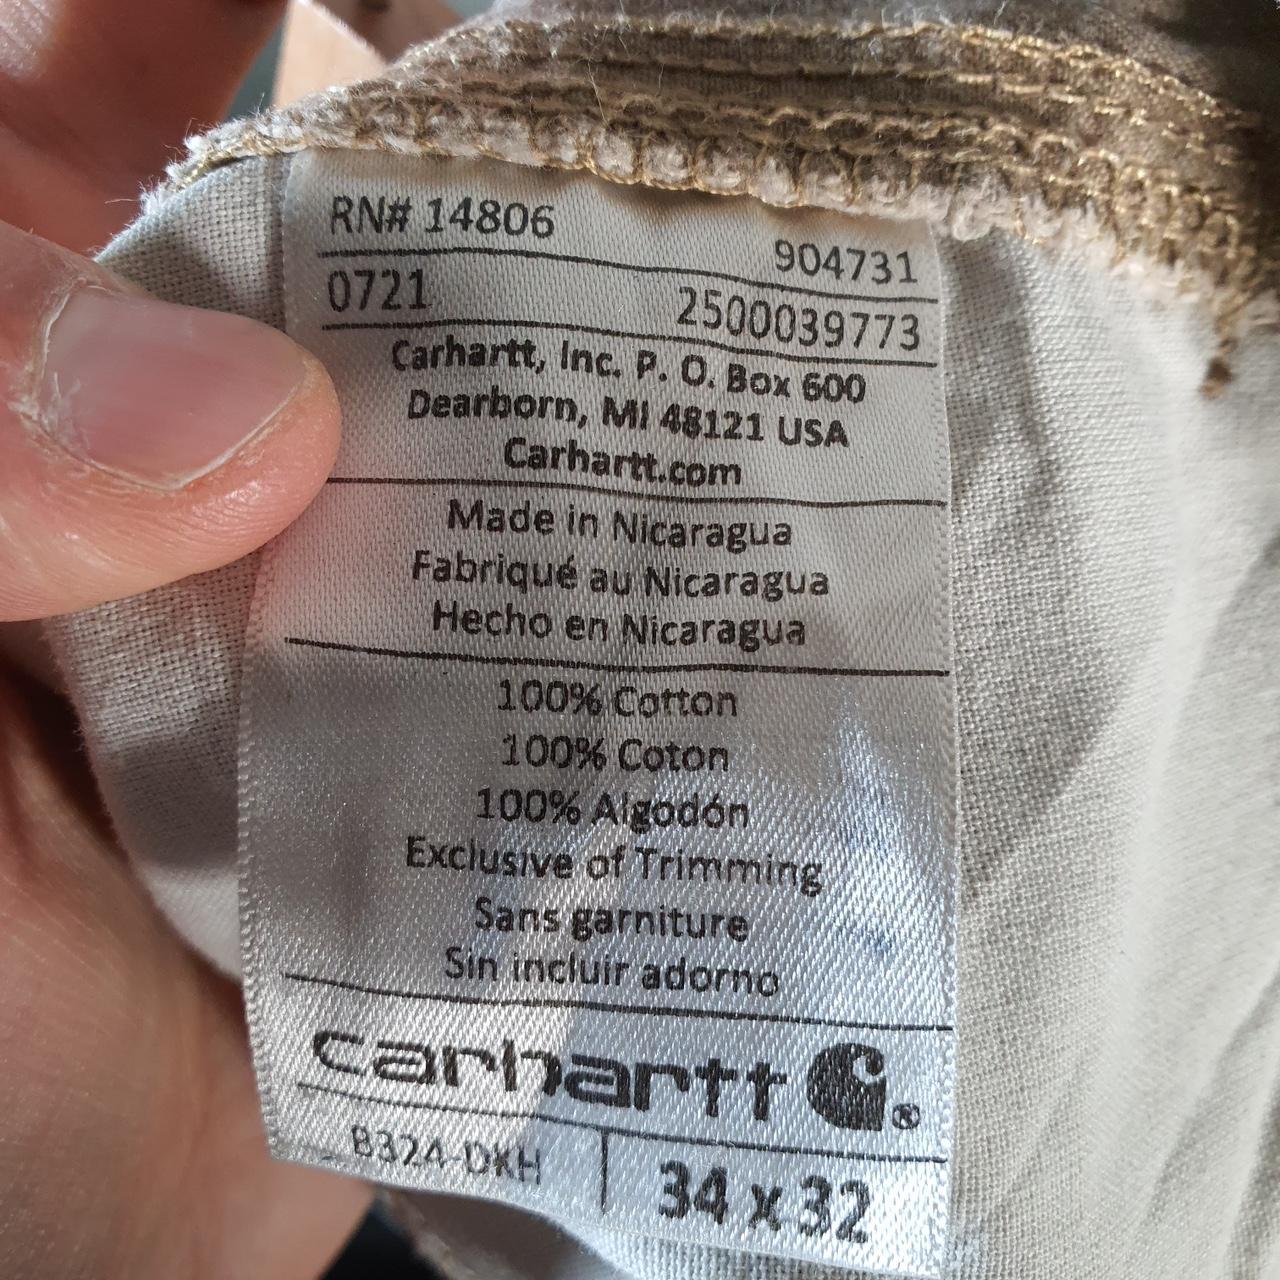 RN# 14806
904731
0721 2500039773
Carhartt, Inc. P. O. Box 600
Dearborn, MI 48121 USA
Carhartt.com
Made in Nicaragua
Fabriqué au Nicaragua
Hecho en Nicaragua
100% Cotton
100% Coton
100% Algodón
Exclusive of Trimming
Sans garniture
Sin incluir adorno
carhartt ®
B324-DKH 34 x 32